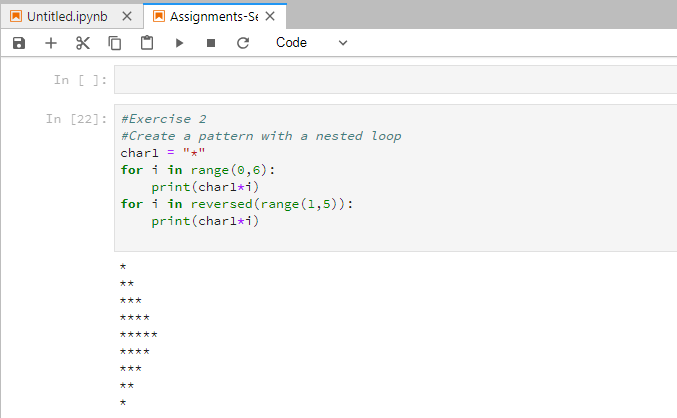 Untitled.ipynb
Assignments-Se
Code
In [ ]:
In [22]:
#Exercise 2
#Create a pattern with a nested loop
char1 = "*"
for i in range(0,6):
    print(char1*i)
for i in reversed(range(1,5)):
    print(char1*i)
*
**
***
****
*****
****
***
**
*